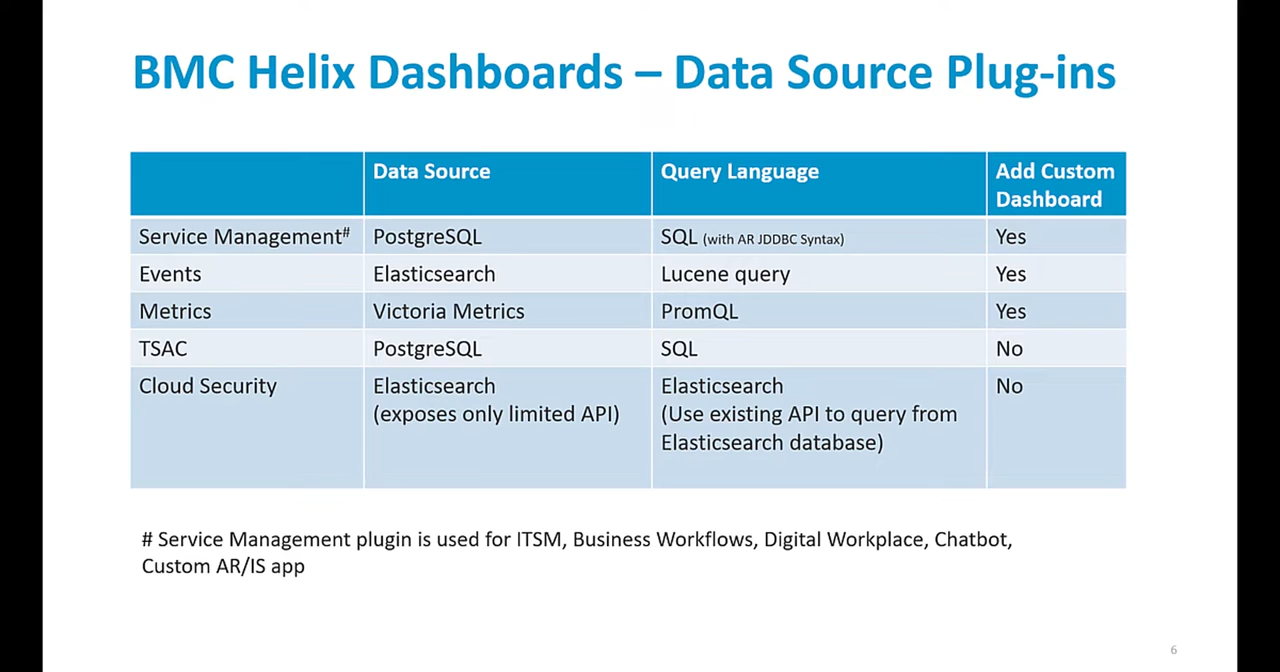 BMC Helix Dashboards – Data Source Plug-ins
Data Source Query Language Add Custom
Dashboard
Service Management# PostgreSQL SQL (with AR JDDBC Syntax) Yes
Events Elasticsearch Lucene query Yes
Metrics Victoria Metrics PromQL Yes
TSAC PostgreSQL SQL No
Cloud Security Elasticsearch Elasticsearch No
(exposes only limited API) (Use existing API to query from
Elasticsearch database)
# Service Management plugin is used for ITSM, Business Workflows, Digital Workplace, Chatbot,
Custom AR/IS app
6